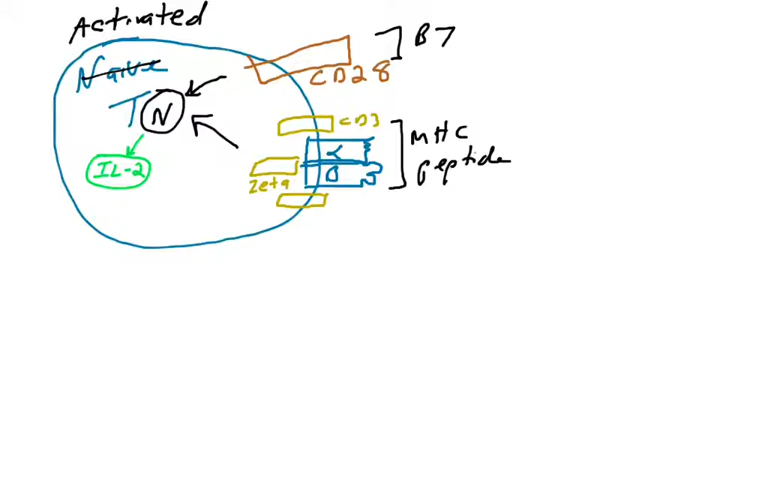 Activated
Naive
T N
IL-2
CD28
B7
CD3
α
β
Zeta
MHC
Peptide